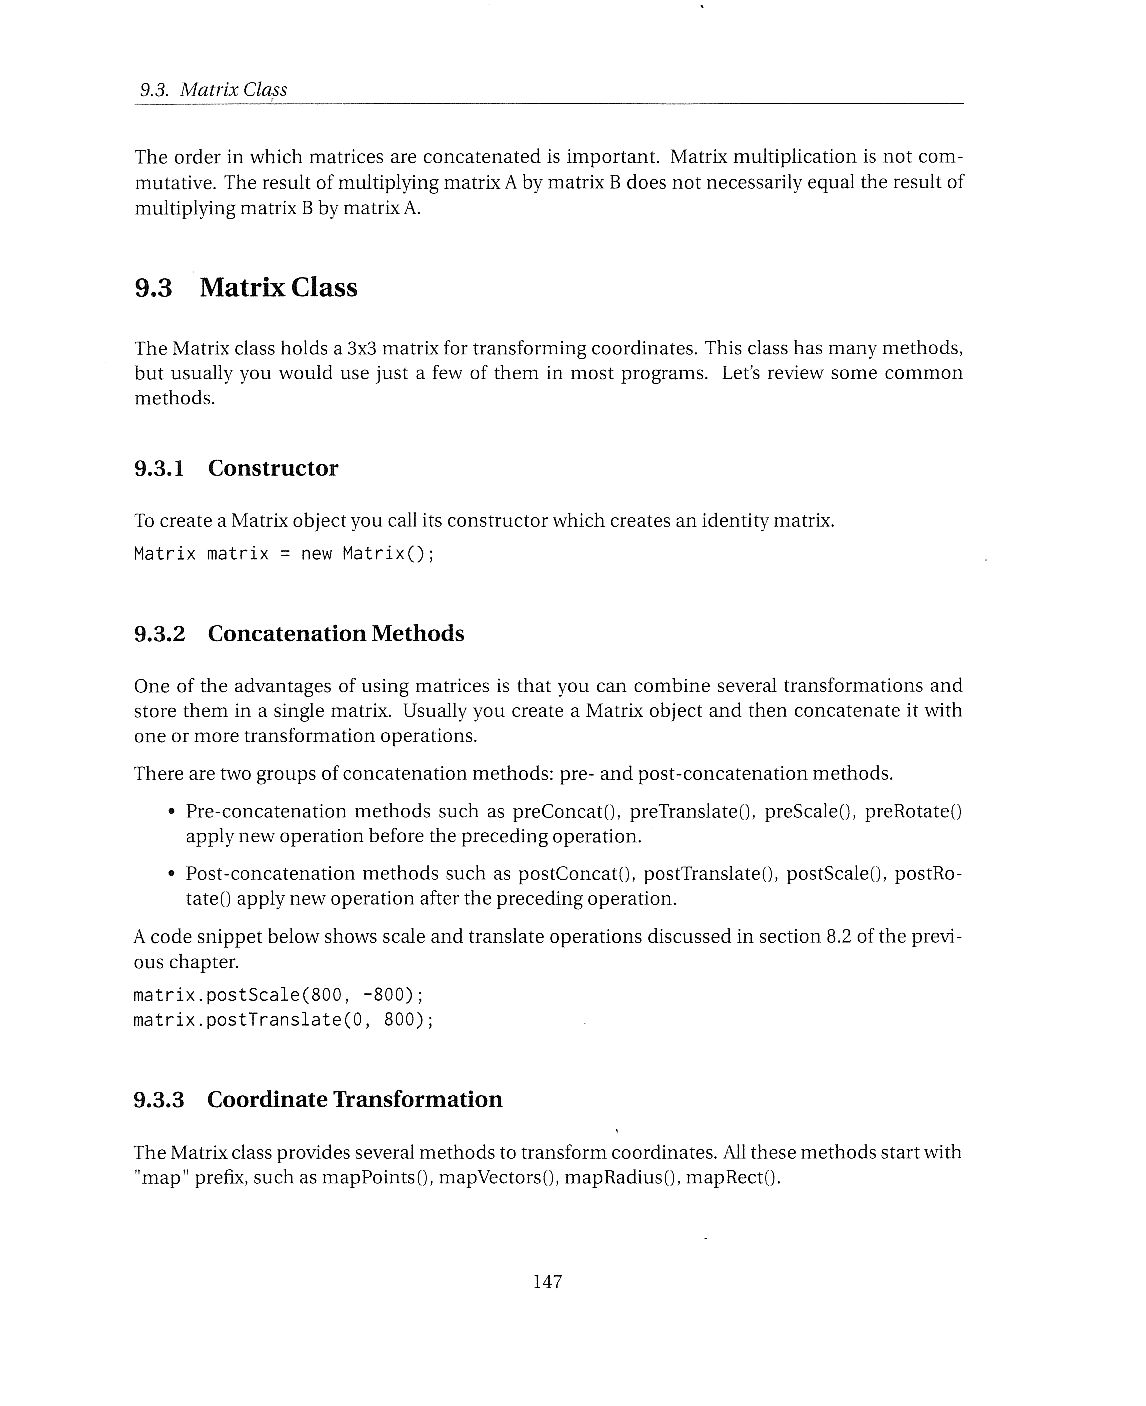 9.3. Matrix Class
The order in which matrices are concatenated is important. Matrix multiplication is not com-
mutative. The result of multiplying matrix A by matrix B does not necessarily equal the result of
multiplying matrix B by matrix A.
9.3 Matrix Class
The Matrix class holds a 3x3 matrix for transforming coordinates. This class has many methods,
but usually you would use just a few of them in most programs. Let's review some common
methods.
9.3.1 Constructor
To create a Matrix object you call its constructor which creates an identity matrix.
Matrix matrix = new Matrix();
9.3.2 Concatenation Methods
One of the advantages of using matrices is that you can combine several transformations and
store them in a single matrix. Usually you create a Matrix object and then concatenate it with
one or more transformation operations.
There are two groups of concatenation methods: pre- and post-concatenation methods.
• Pre-concatenation methods such as preConcat(), preTranslate(), preScale(), preRotate()
apply new operation before the preceding operation.
• Post-concatenation methods such as postConcat(), postTranslate(), postScale(), postRo-
tate() apply new operation after the preceding operation.
A code snippet below shows scale and translate operations discussed in section 8.2 of the previ-
ous chapter.
matrix.postScale(800, -800);
matrix.postTranslate(0, 800);
9.3.3 Coordinate Transformation
The Matrix class provides several methods to transform coordinates. All these methods start with
"map" prefix, such as mapPoints(), mapVectors(), mapRadius(), mapRect().
147